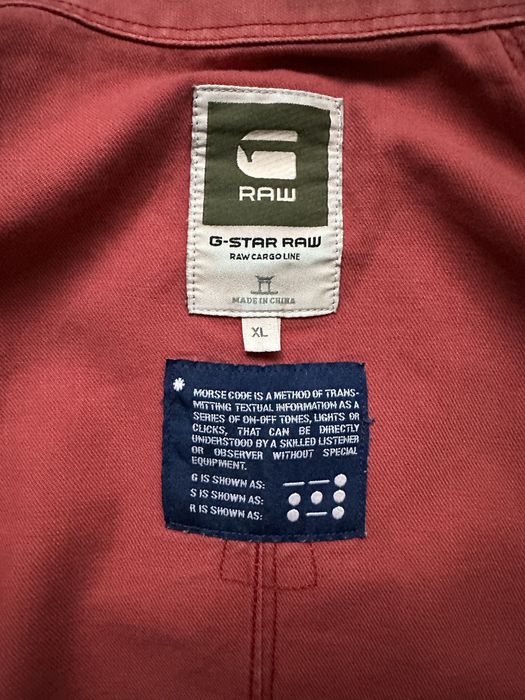 G
RAW
G-STAR RAW
RAW CARGO LINE
MADE IN CHINA
XL
*
MORSE CODE IS A METHOD OF TRANS-
MITTING TEXTUAL INFORMATION AS A
SERIES OF ON-OFF TONES, LIGHTS OR
CLICKS, THAT CAN BE DIRECTLY
UNDERSTOOD BY A SKILLED LISTENER
OR OBSERVER WITHOUT SPECIAL
EQUIPMENT.
G IS SHOWN AS: — — ●
S IS SHOWN AS: ● ● ●
R IS SHOWN AS: ● — ●